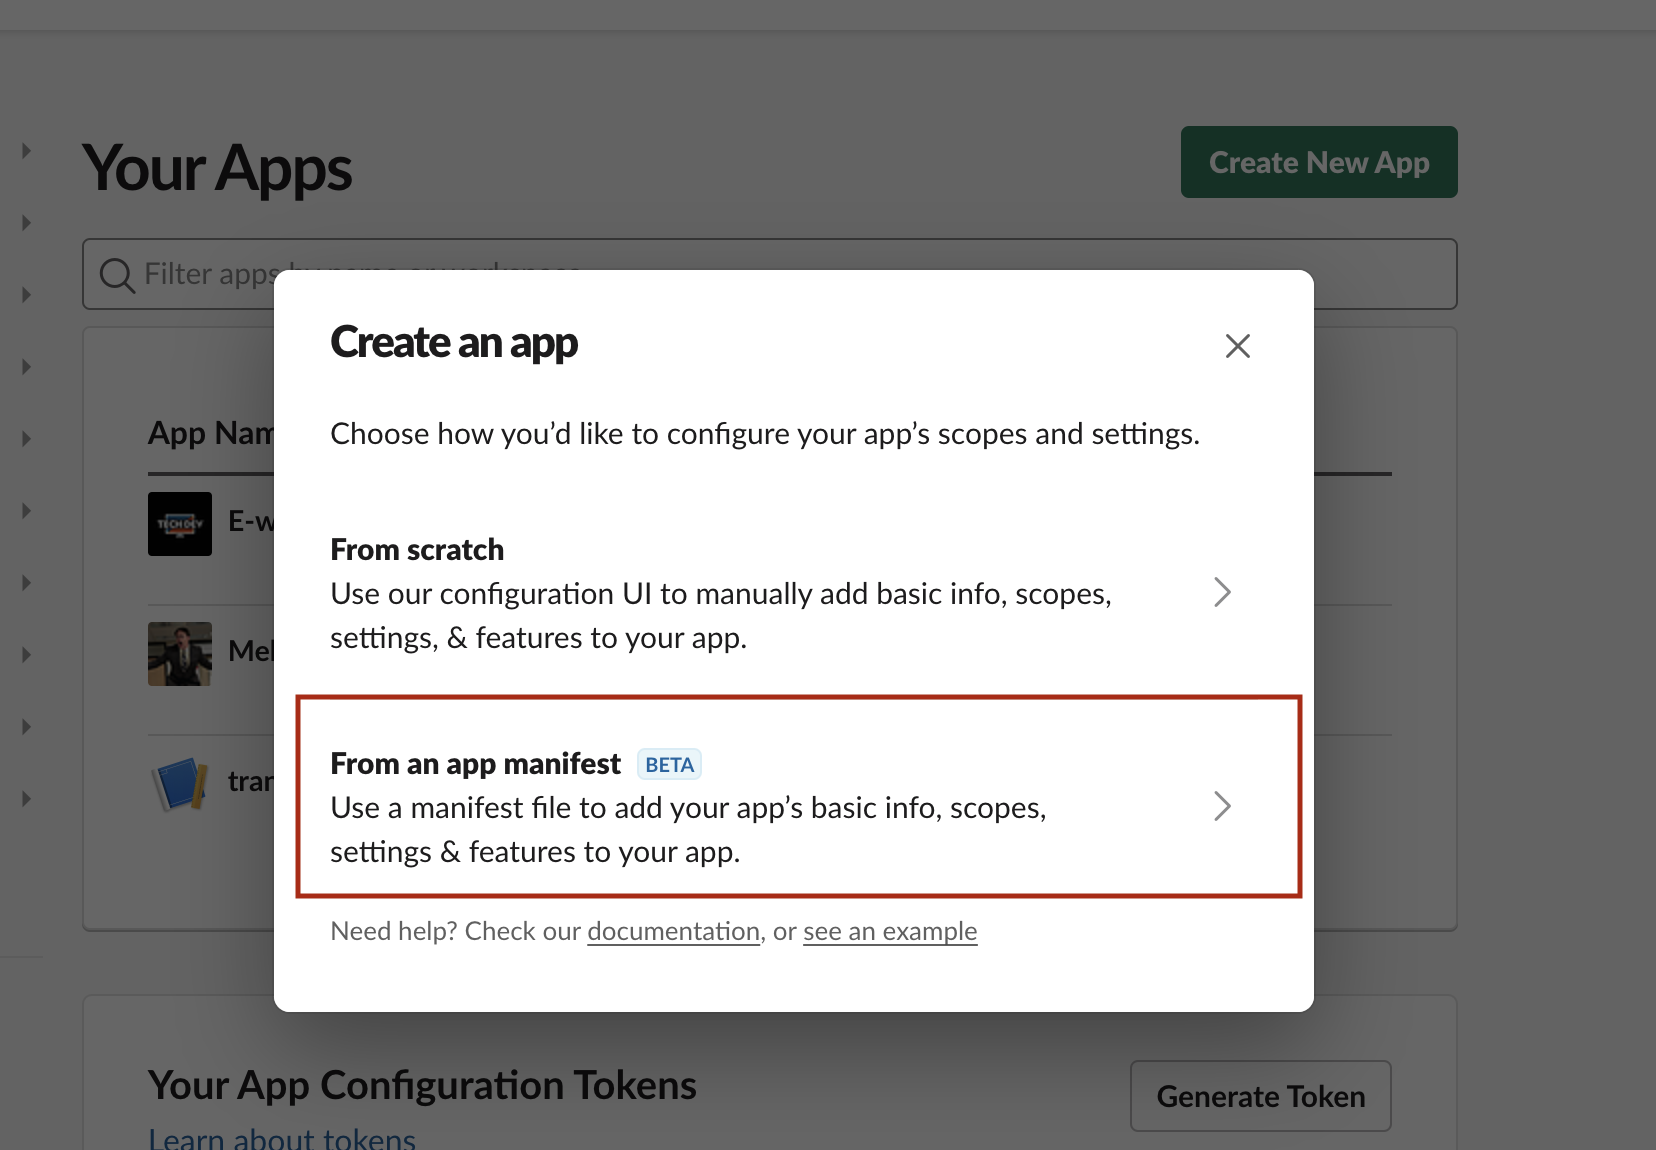 Your Apps
Create New App
Filter apps
Create an app
Choose how you’d like to configure your app’s scopes and settings.
App Nam
From scratch
Use our configuration UI to manually add basic info, scopes,
settings, & features to your app.
TECH DEV
E-w
Mel
From an app manifest BETA
Use a manifest file to add your app’s basic info, scopes,
settings & features to your app.
tran
Need help? Check our documentation, or see an example
Your App Configuration Tokens
Generate Token
Learn about tokens